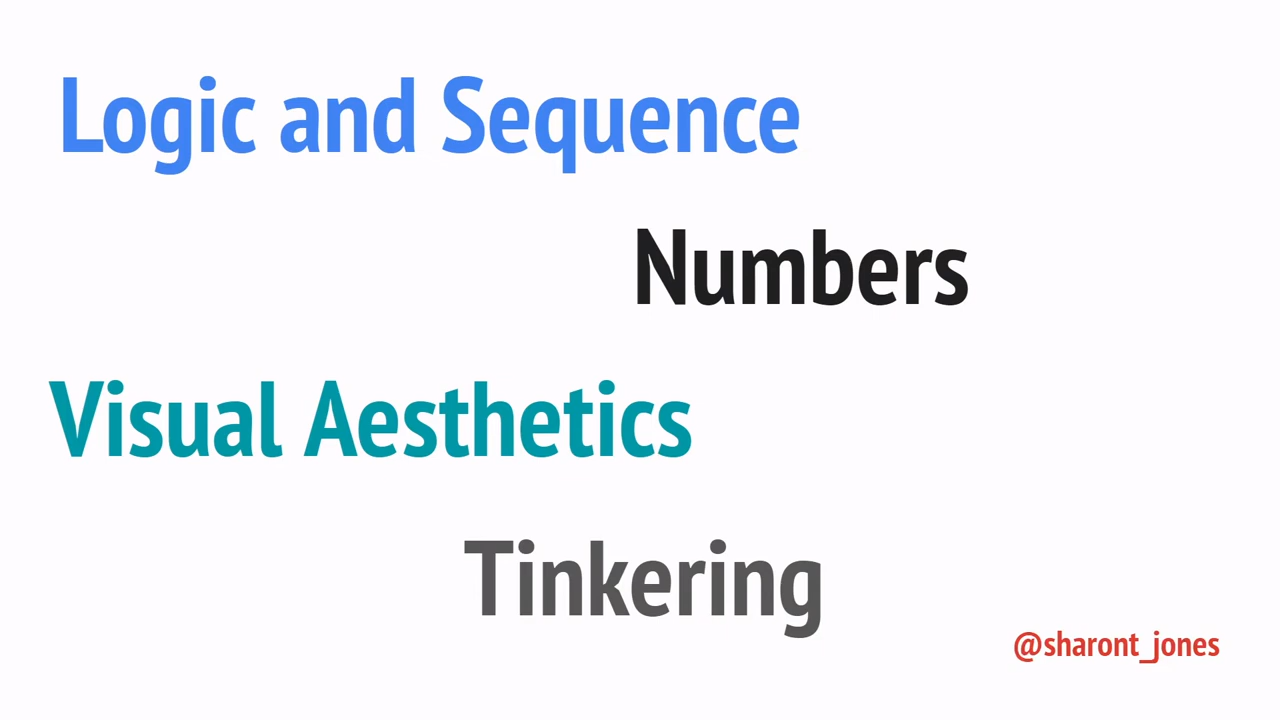 Logic and Sequence
Numbers
Visual Aesthetics
Tinkering
@sharont_jones